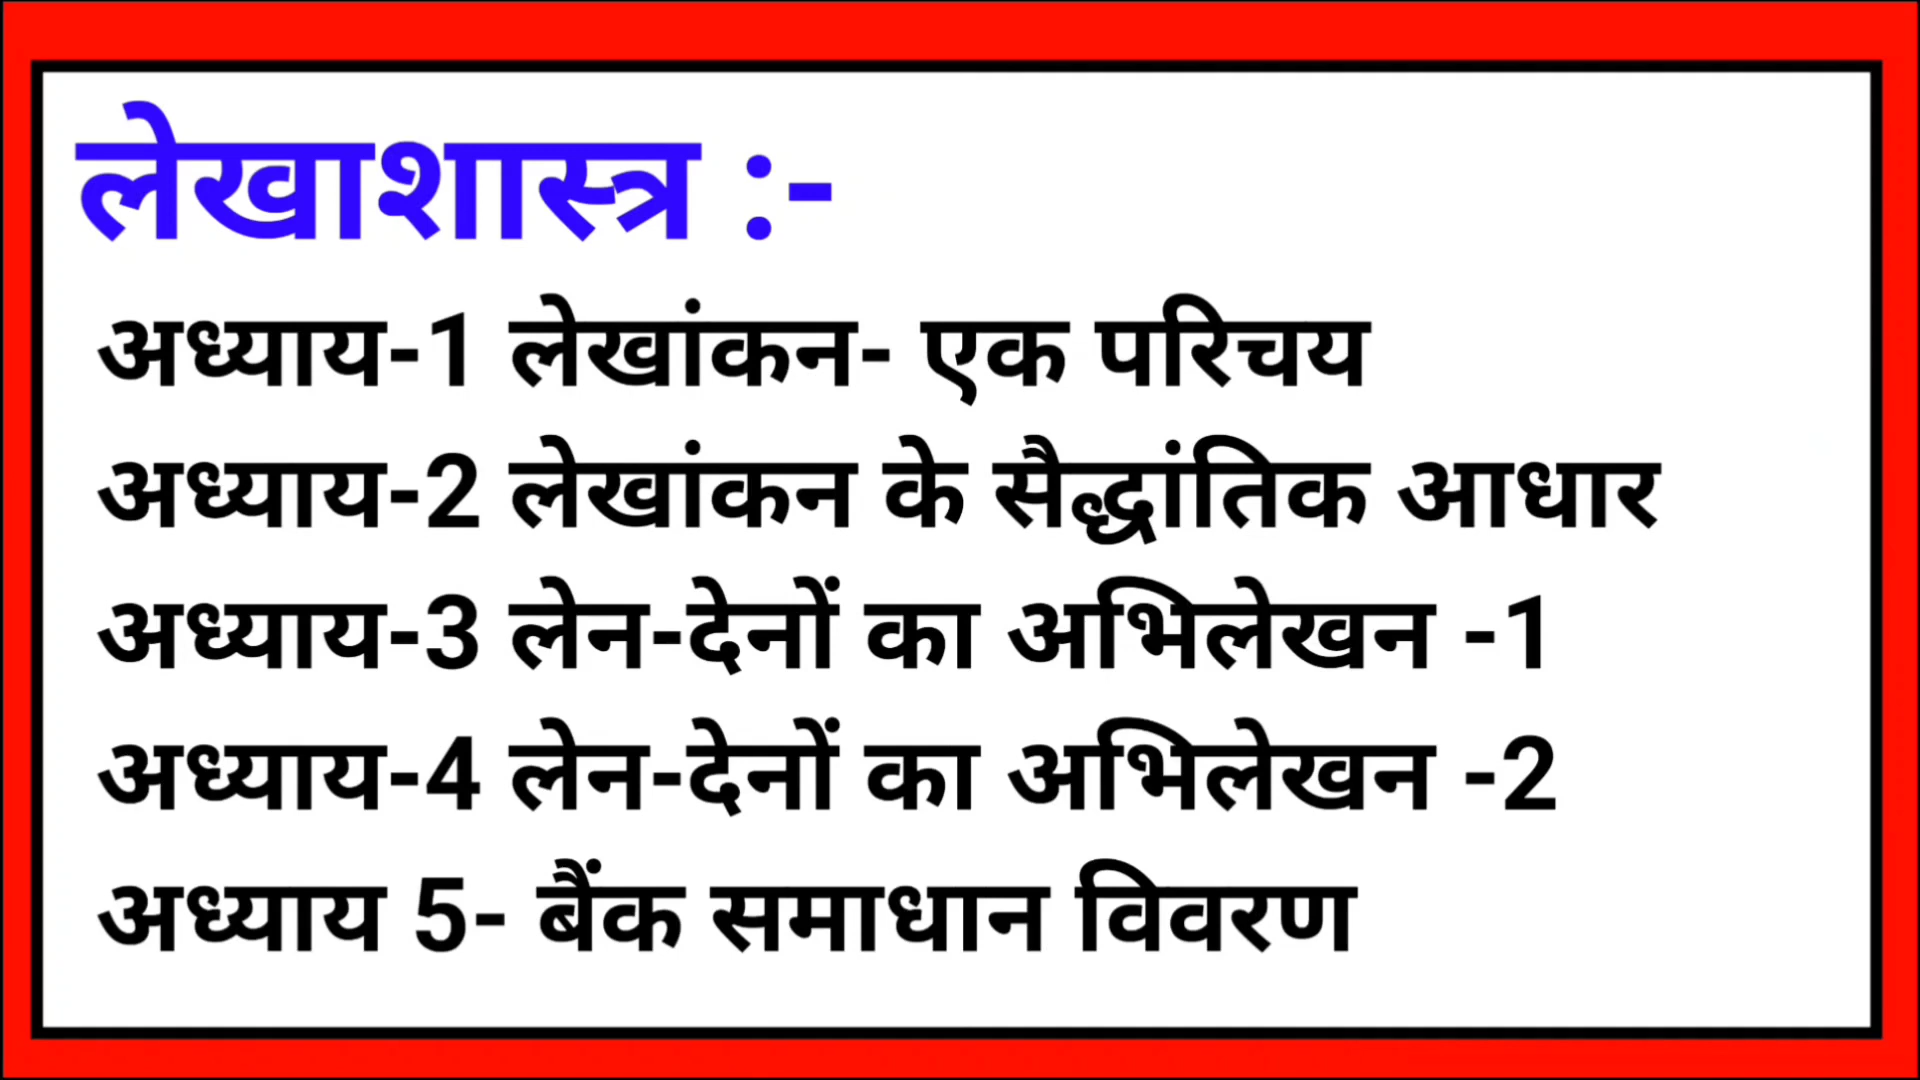 लेखाशास्त्र :-
अध्याय-1 लेखांकन- एक परिचय
अध्याय-2 लेखांकन के सैद्धांतिक आधार
अध्याय-3 लेन-देनों का अभिलेखन -1
अध्याय-4 लेन-देनों का अभिलेखन -2
अध्याय 5- बैंक समाधान विवरण